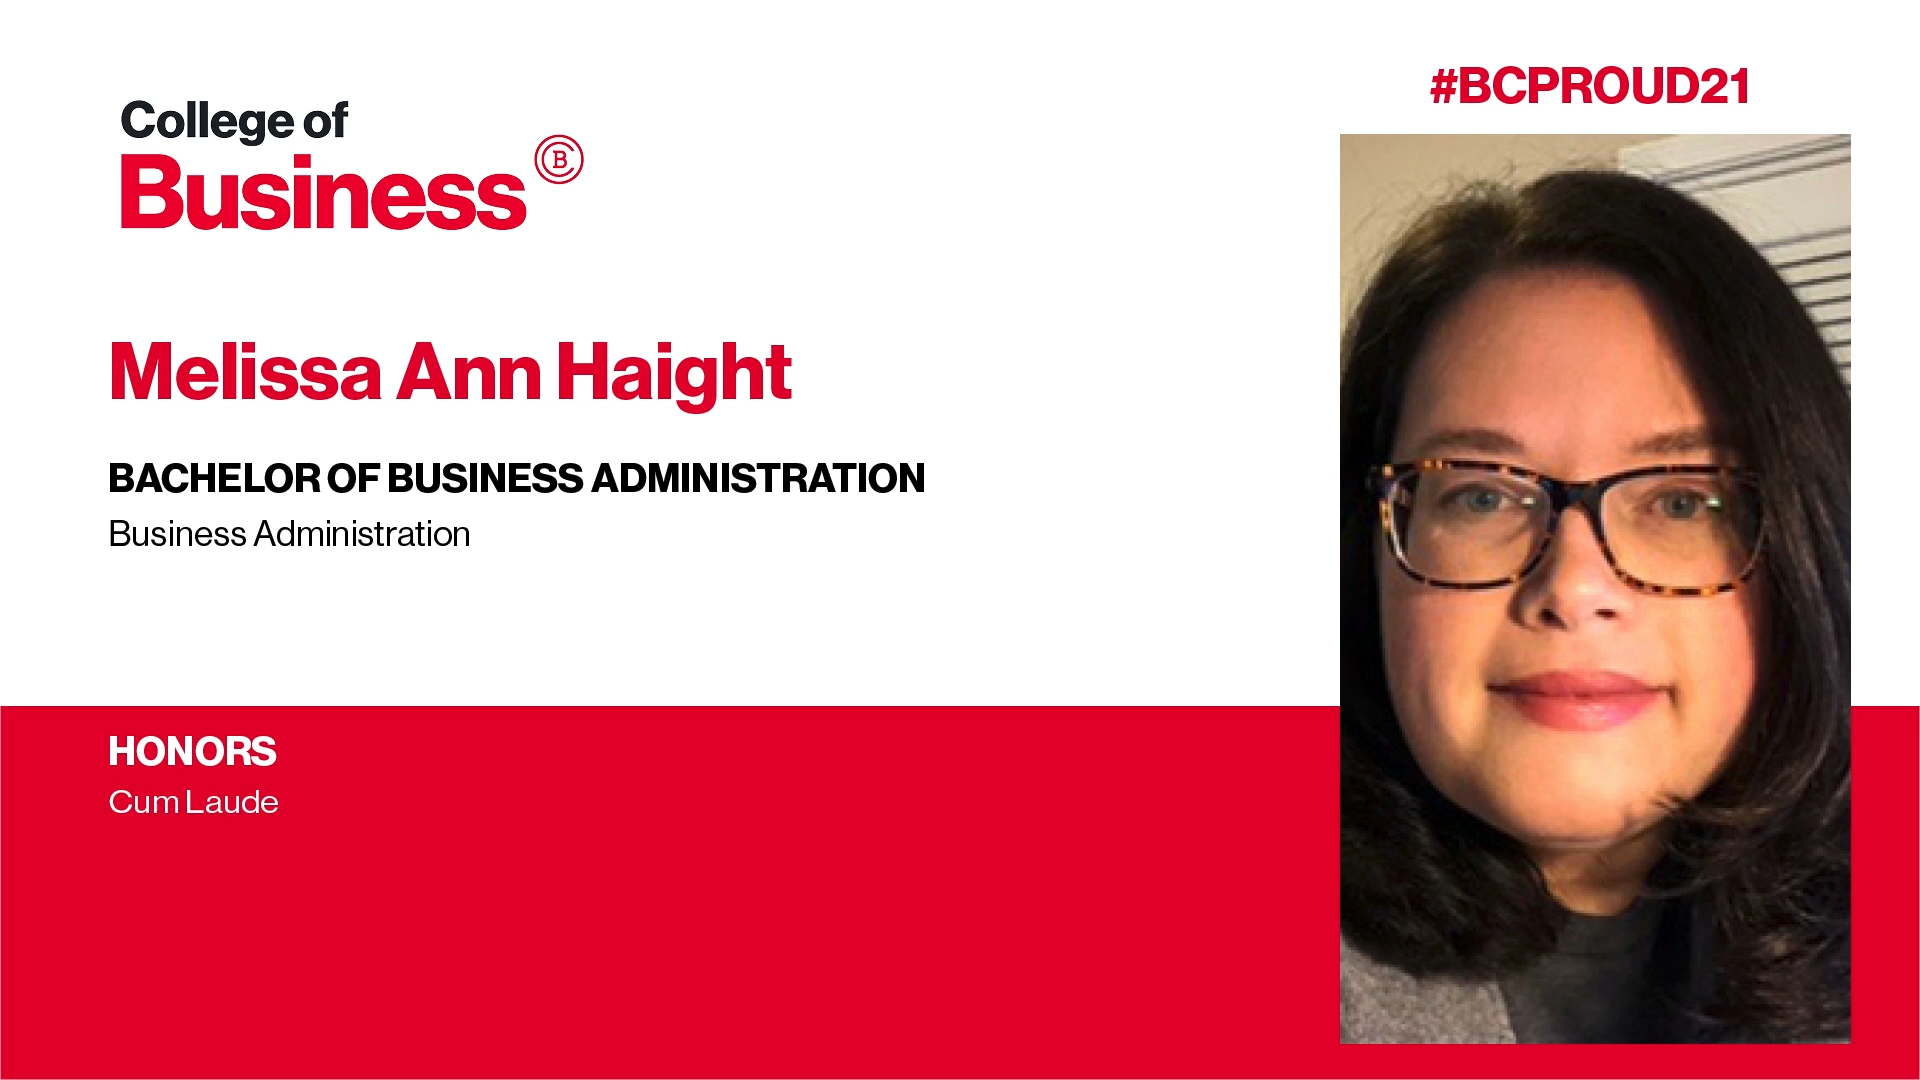 #BCPROUD21
College of
Business
B
Melissa Ann Haight
BACHELOR OF BUSINESS ADMINISTRATION
Business Administration
HONORS
Cum Laude